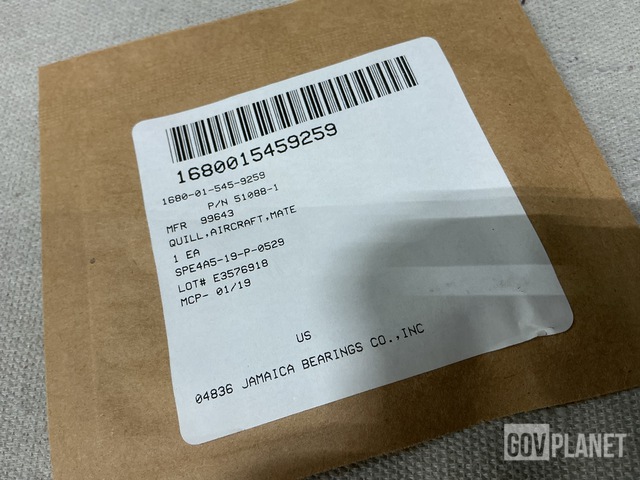 1680015459259
1680-01-545-9259
P/N 51088-1
MFR 99643
QUILL,AIRCRAFT,MATE
1 EA
SPE4A5-19-P-0529
LOT# E3576918
MCP- 01/19
US
04836 JAMAICA BEARINGS CO.,INC
GOVPLANET